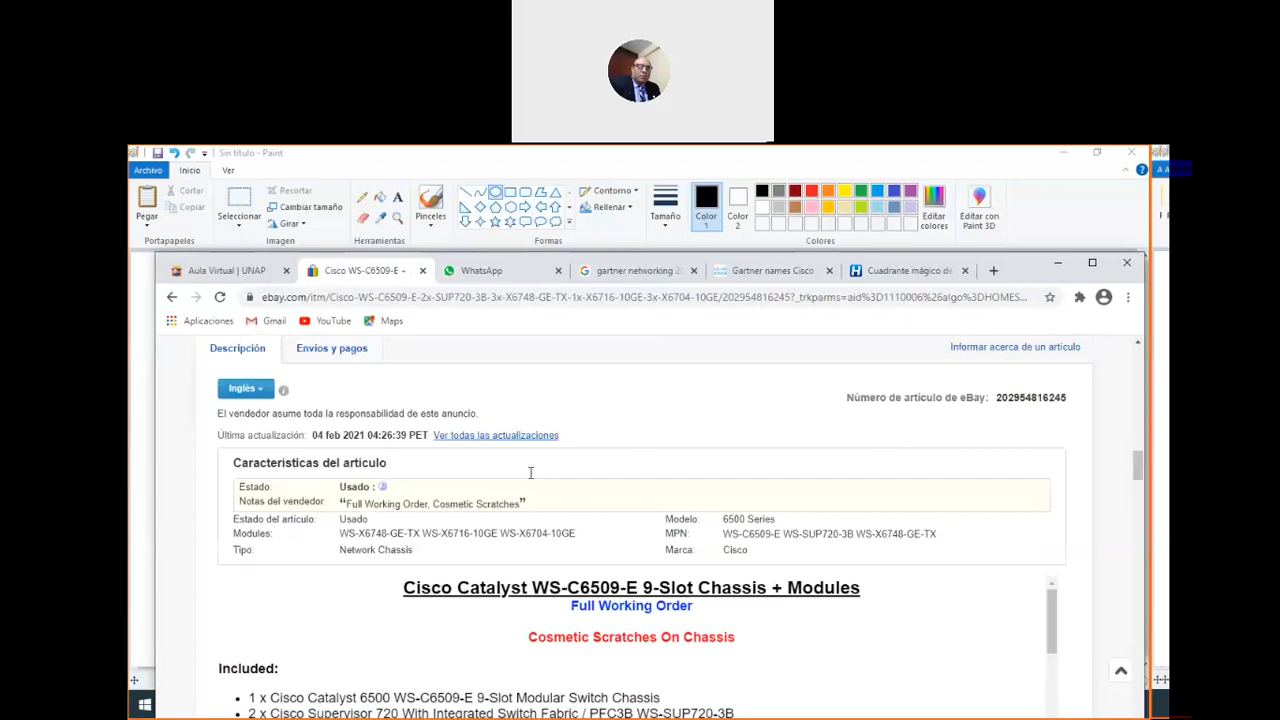 Sin título - Paint
Archivo Inicio Ver
Pegar
Cortar
Copiar
Portapapeles
Seleccionar
Recortar
Cambiar tamaño
Girar
Imagen
A
Herramientas
Pinceles
Contorno
Rellenar
Formas
Tamaño
Color 1
Color 2
Editar colores
Colores
Editar con Paint 3D
Aula Virtual | UNAP
Cisco WS-C6509-E -
WhatsApp
gartner networking 20
Gartner names Cisco
Cuadrante mágico de
ebay.com/itm/Cisco-WS-C6509-E-2x-SUP720-3B-3x-X6748-GE-TX-1x-X6716-10GE-3x-X6704-10GE/202954816245?_trkparms=aid%3D1110006%26algo%3DHOMES...
Aplicaciones Gmail YouTube Maps
Descripción Envíos y pagos Informar acerca de un artículo
Inglés
Número de artículo de eBay: 202954816245
El vendedor asume toda la responsabilidad de este anuncio.
Última actualización: 04 feb 2021 04:26:39 PET Ver todas las actualizaciones
Características del artículo
Estado: Usado :
Notas del vendedor: “Full Working Order, Cosmetic Scratches”
Estado del artículo: Usado Modelo: 6500 Series
Modules: WS-X6748-GE-TX WS-X6716-10GE WS-X6704-10GE MPN: WS-C6509-E WS-SUP720-3B WS-X6748-GE-TX
Tipo: Network Chassis Marca: Cisco
Cisco Catalyst WS-C6509-E 9-Slot Chassis + Modules
Full Working Order
Cosmetic Scratches On Chassis
Included:
• 1 x Cisco Catalyst 6500 WS-C6509-E 9-Slot Modular Switch Chassis
• 2 x Cisco Supervisor 720 With Integrated Switch Fabric / PFC3B WS-SUP720-3B